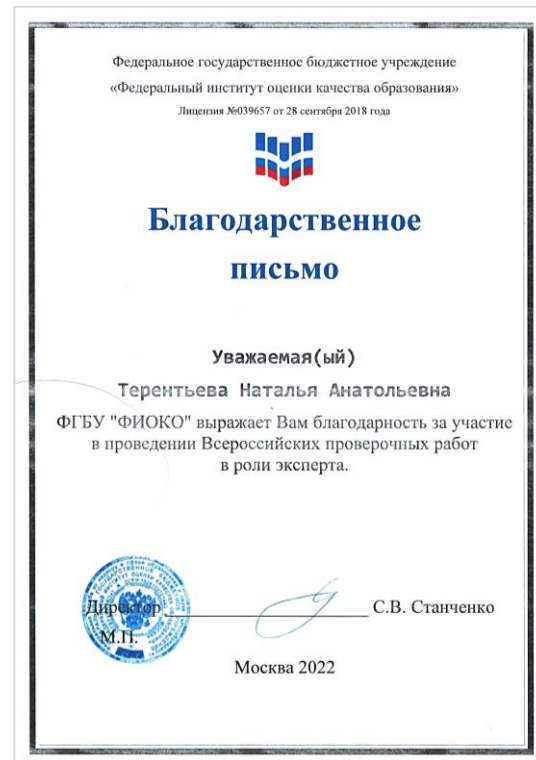 Федеральное государственное бюджетное учреждение
«Федеральный институт оценки качества образования»
Лицензия №039657 от 28 сентября 2018 года
Благодарственное
письмо
Уважаемая(ый)
Терентьева Наталья Анатольевна
ФГБУ "ФИОКО" выражает Вам благодарность за участие
в проведении Всероссийских проверочных работ
в роли эксперта.
Директор С.В. Станченко
М.П.
Москва 2022